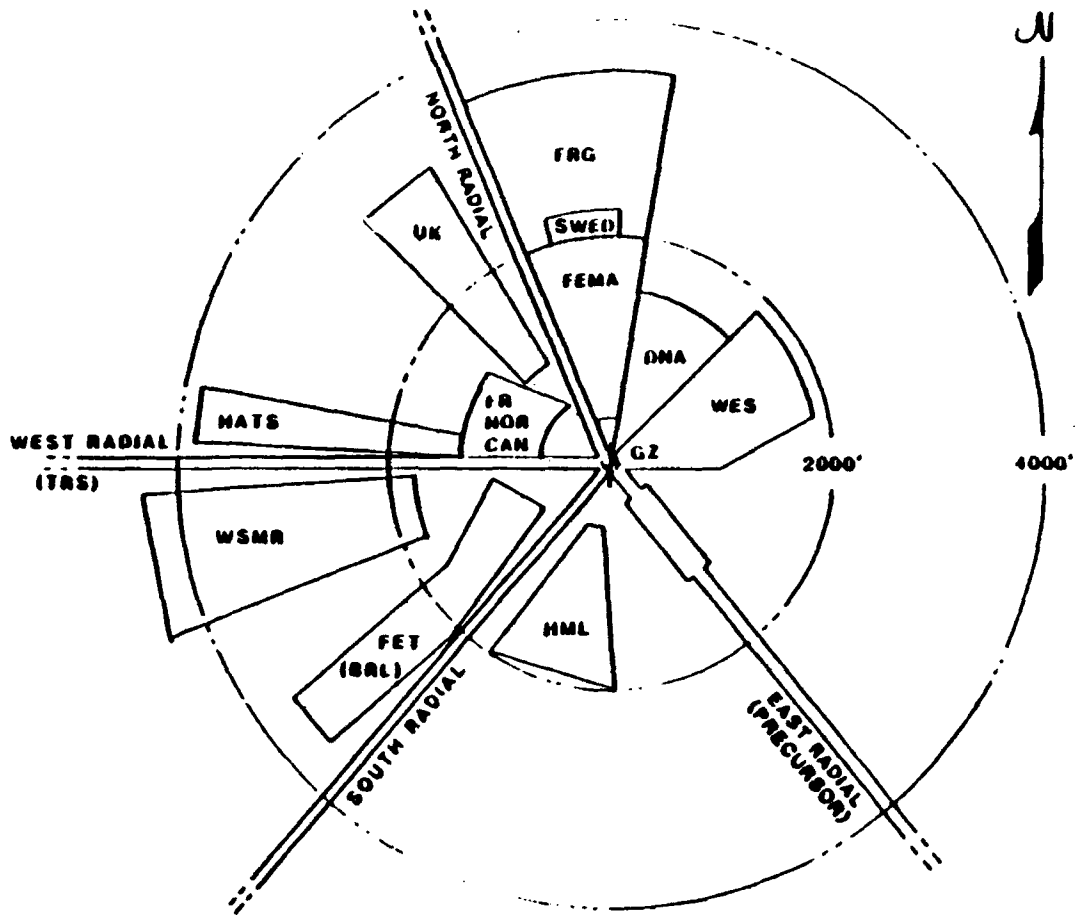 N
NORTH RADIAL
FRG
UK
SWED
FEMA
DNA
WES
HATS
FR
NOR
CAN
WEST RADIAL
(TRS)
GZ
2000'
4000'
WSMR
HML
FET
(BRL)
SOUTH RADIAL
EAST RADIAL
(PRECURSOR)